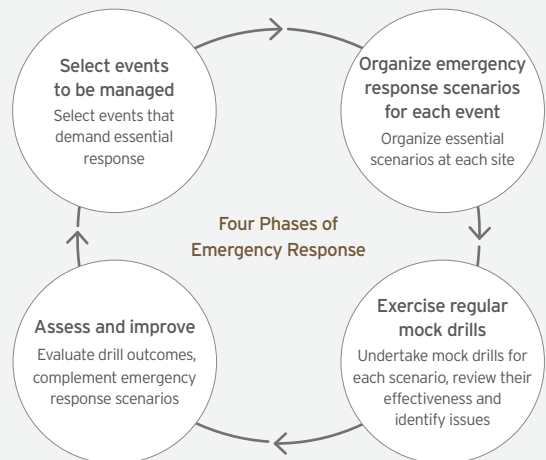 Select events
to be managed
Select events that
demand essential
response
Organize emergency
response scenarios
for each event
Organize essential
scenarios at each site
Four Phases of
Emergency Response
Assess and improve
Evaluate drill outcomes,
complement emergency
response scenarios
Exercise regular
mock drills
Undertake mock drills for
each scenario, review their
effectiveness and
identify issues